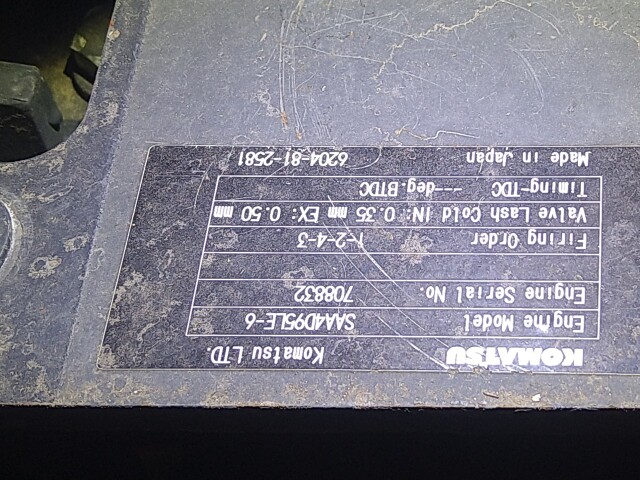 KOMATSU Komatsu LTD.
Engine Model SAA4D95LE-6
Engine Serial No. 708832
Firing Order 1-2-4-3
Valve Lash Cold IN: 0.35 mm EX: 0.50 mm
Timing-TDC ---deg.BTDC
Made in Japan 6204-81-2581